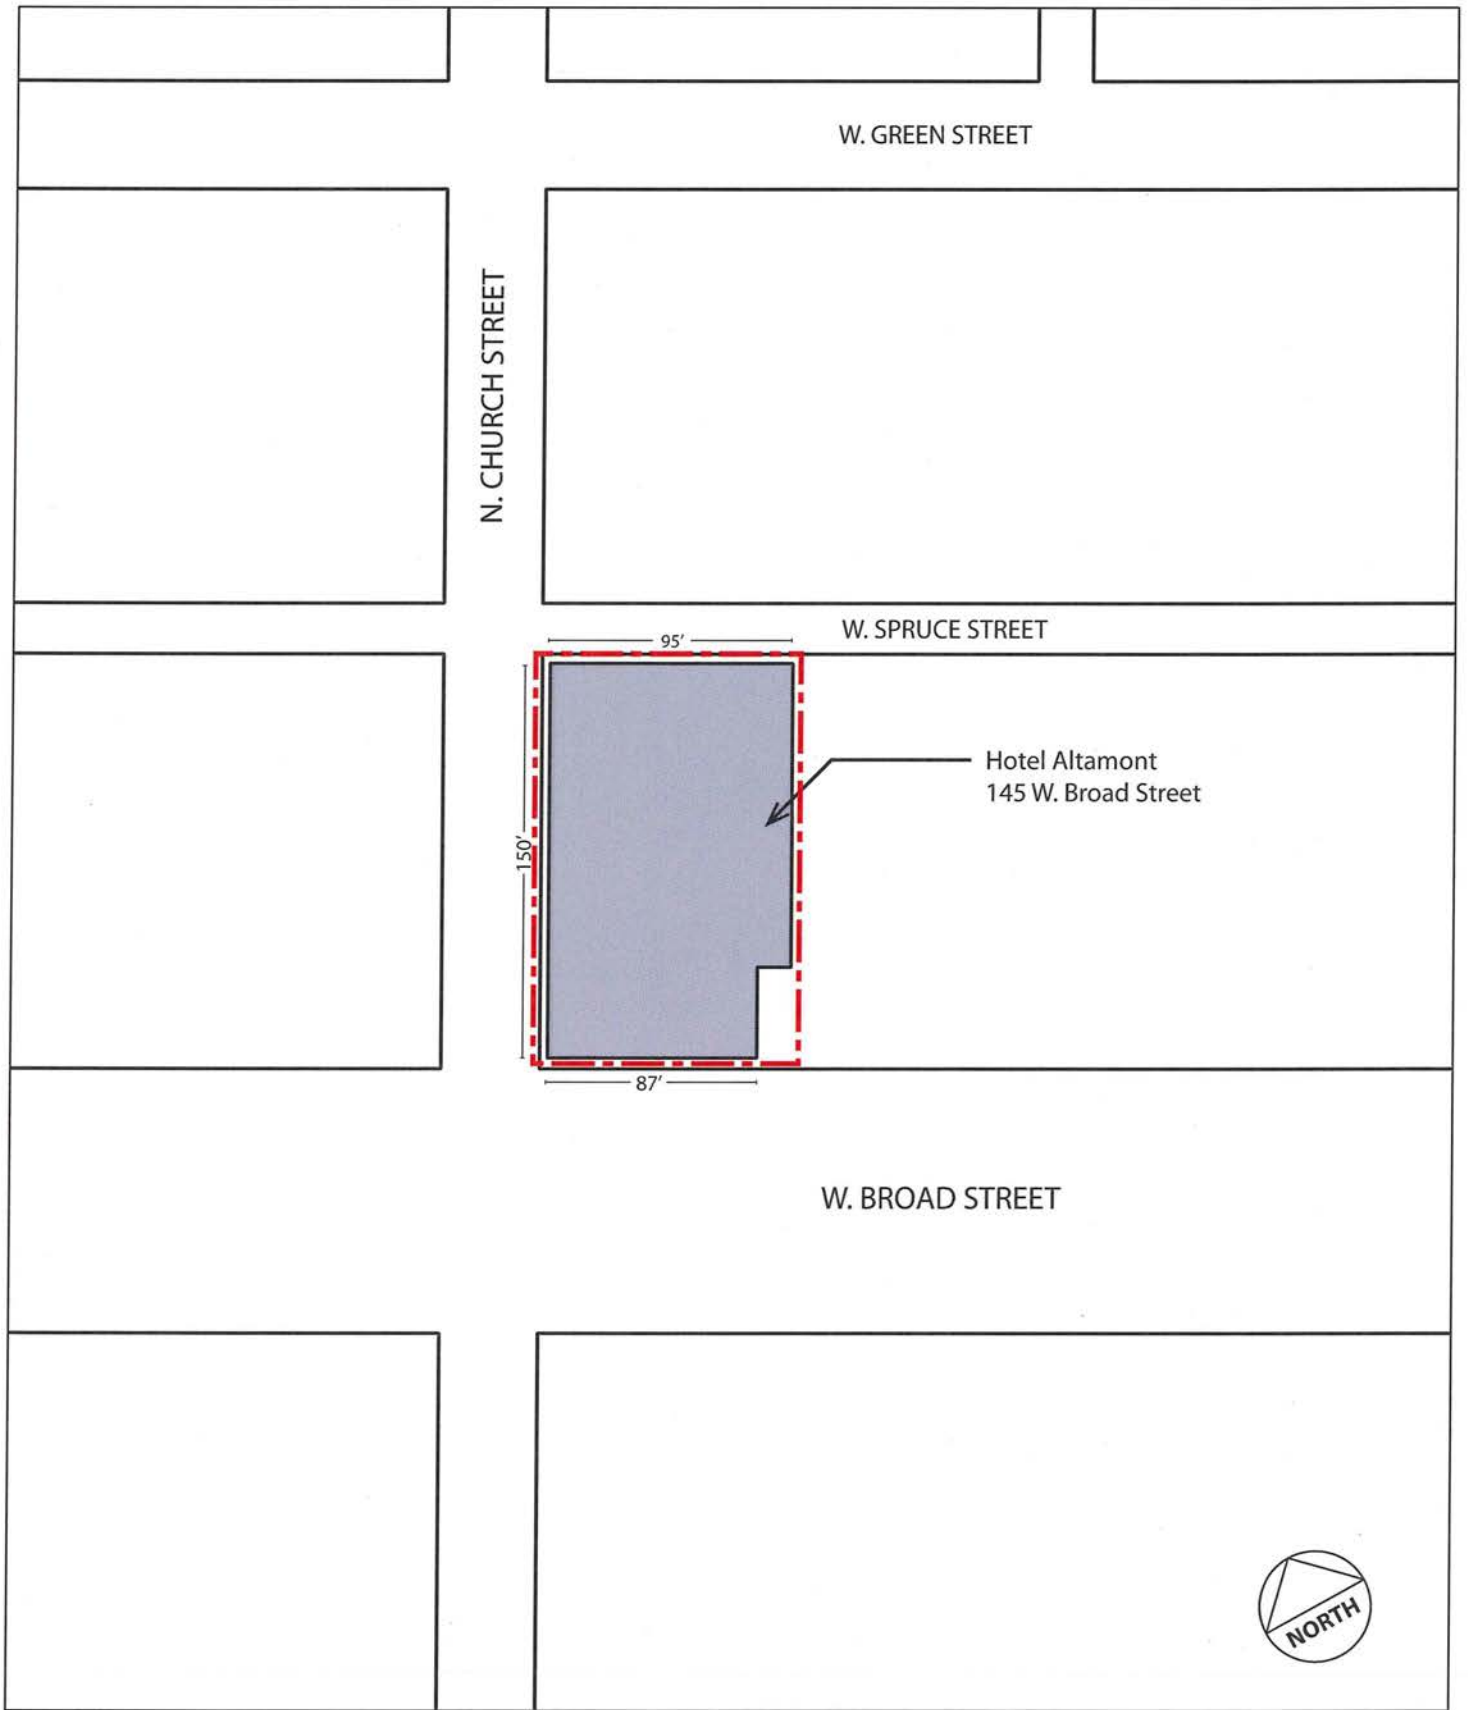 W. GREEN STREET
N. CHURCH STREET
W. SPRUCE STREET
95'
Hotel Altamont
145 W. Broad Street
150'
87'
W. BROAD STREET
NORTH